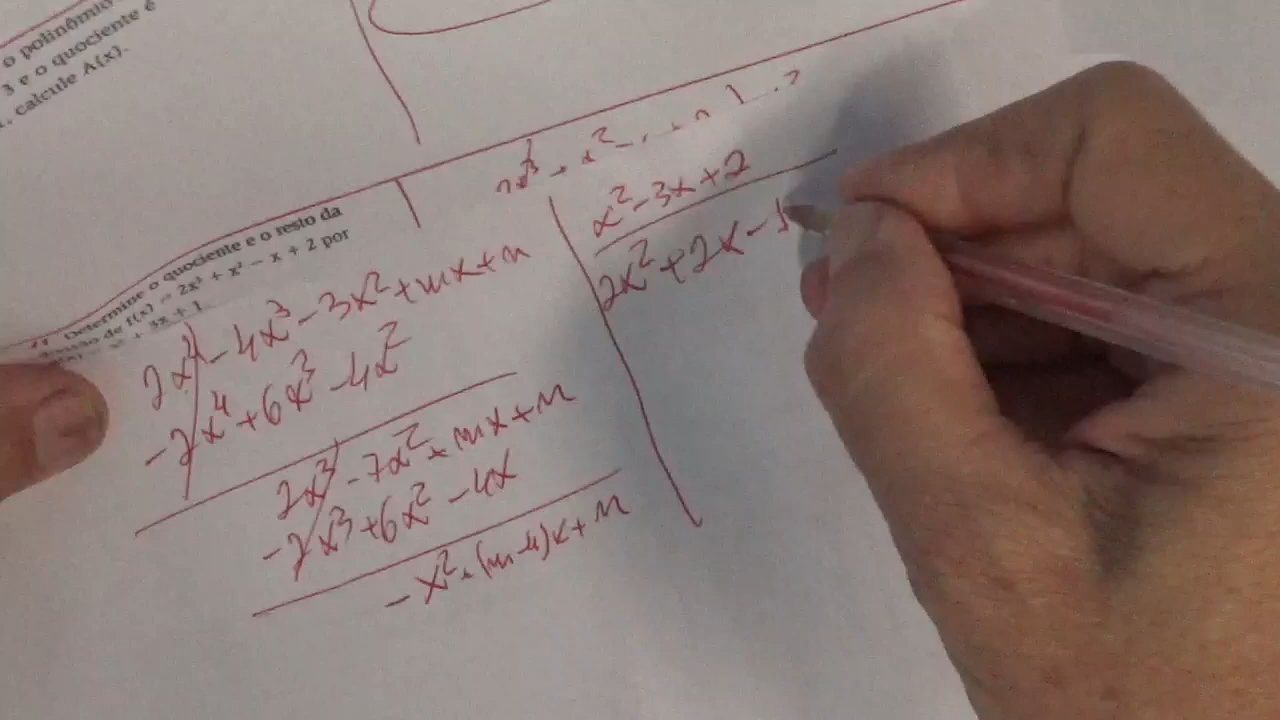 o polinômio
3 e o quociente é
calcule A(x).
Determine o quociente e o resto da
divisão de f(x) = 2x³ + x² − x + 2 por
+ 3x + 1.
x² - 3x + 2
2x² + 2x - 1
2x⁴ - 4x³ - 3x² + mx + n
-2x⁴ + 6x³ - 4x²
2x³ - 7x² + mx + n
-2x³ + 6x² - 4x
- x² + (m-4)x + n